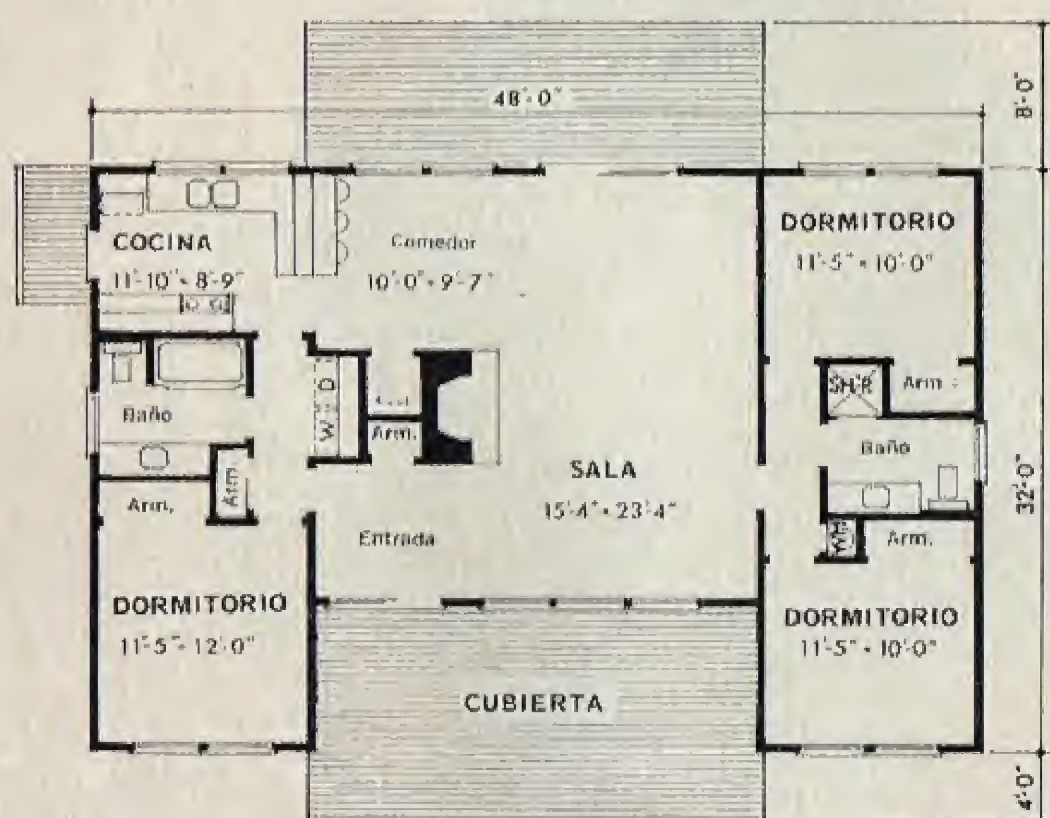 48'-0"
8'-0"
COCINA
11'-10" • 8'-9"
Comedor
10'-0" • 9'-7"
DORMITORIO
11'-5" • 10'-0"
Baño
W D
Arm.
SH'R
Arm.
Baño
SALA
15'-4" • 23'-4"
32'-0"
Arm.
Arm
Entrada
Arm.
DORMITORIO
11'-5" • 12'-0"
DORMITORIO
11'-5" • 10'-0"
CUBIERTA
4'-0"